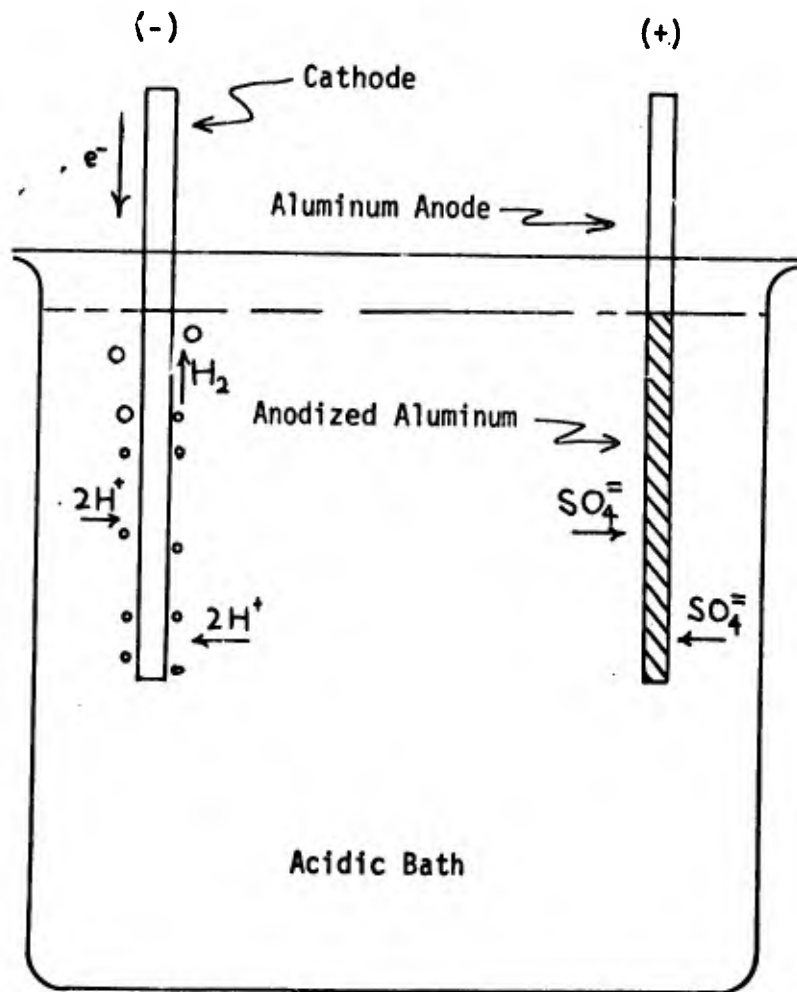 (-) (+)
Cathode
e⁻
Aluminum Anode
H₂
Anodized Aluminum
2H⁺
SO₄⁼
2H⁺
SO₄⁼
Acidic Bath